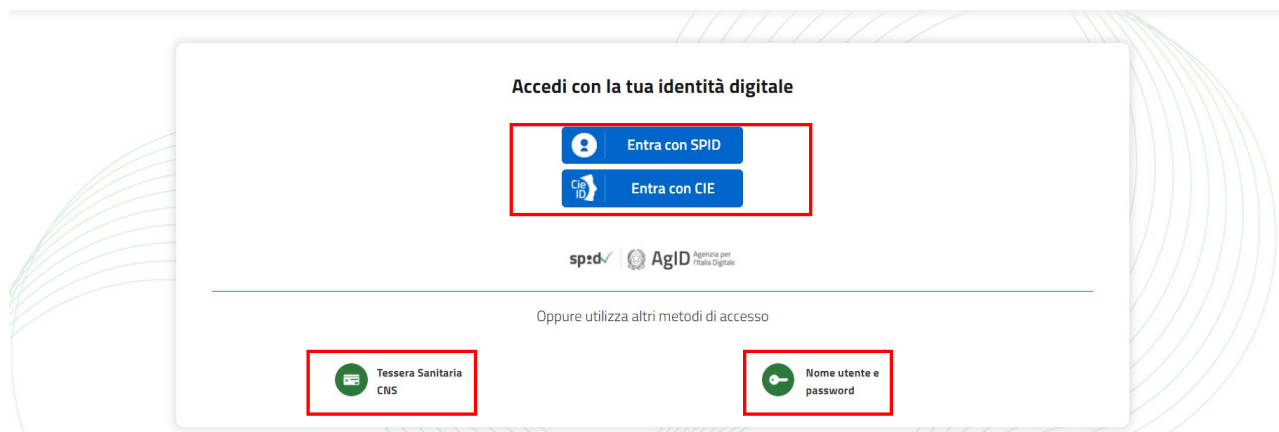 Accedi con la tua identità digitale
Entra con SPID
Cie
ID
Entra con CIE
spid
AgID Agenzia per
l'Italia Digitale
Oppure utilizza altri metodi di accesso
Tessera Sanitaria
CNS
Nome utente e
password